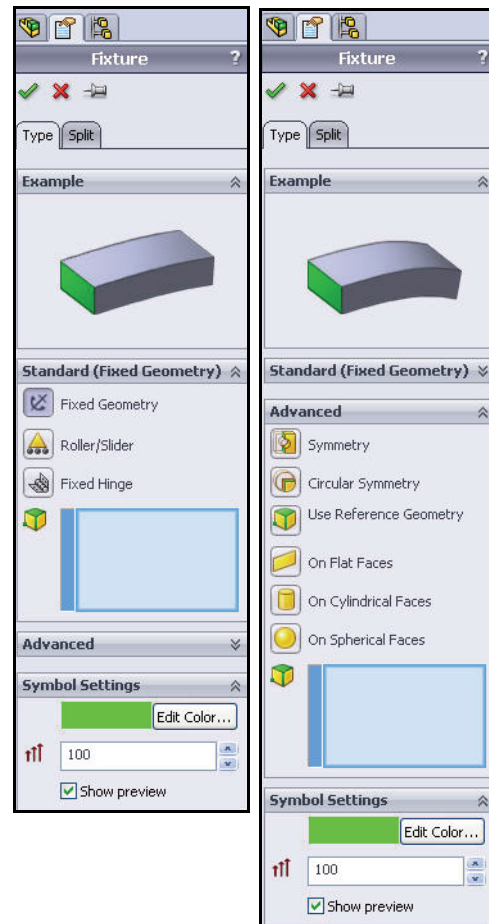 Fixture ?
Type Split
Example
Standard (Fixed Geometry)
Fixed Geometry
Roller/Slider
Fixed Hinge
Advanced
Symbol Settings
Edit Color...
100
Show preview
Fixture ?
Type Split
Example
Standard (Fixed Geometry)
Advanced
Symmetry
Circular Symmetry
Use Reference Geometry
On Flat Faces
On Cylindrical Faces
On Spherical Faces
Symbol Settings
Edit Color...
100
Show preview